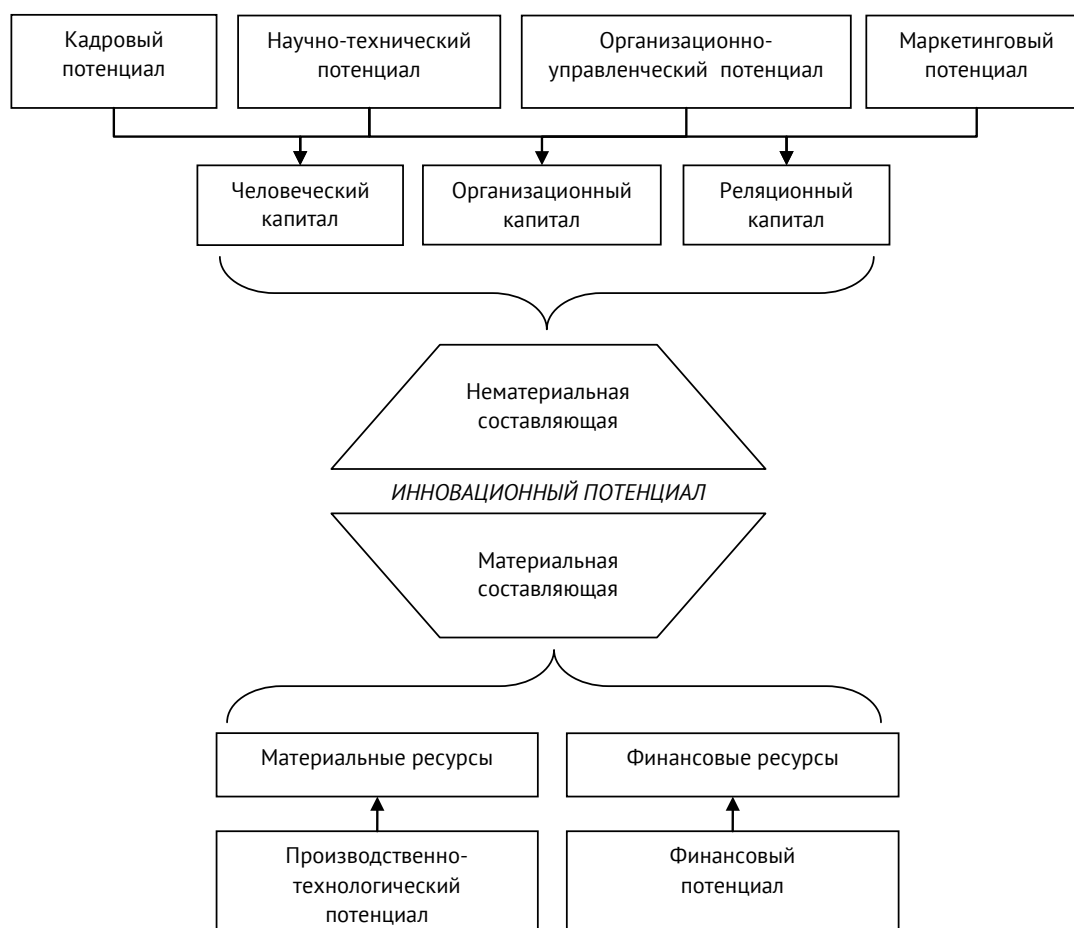 Кадровый
потенциал
Научно-технический
потенциал
Организационно-
управленческий потенциал
Маркетинговый
потенциал
Человеческий
капитал
Организационный
капитал
Реляционный
капитал
Нематериальная
составляющая
ИННОВАЦИОННЫЙ ПОТЕНЦИАЛ
Материальная
составляющая
Материальные ресурсы
Финансовые ресурсы
Производственно-
технологический
потенциал
Финансовый
потенциал